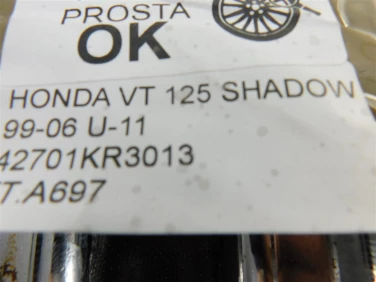 PROSTA
OK
HONDA VT 125 SHADOW
99-06 U-11
42701KR3013
T.A697